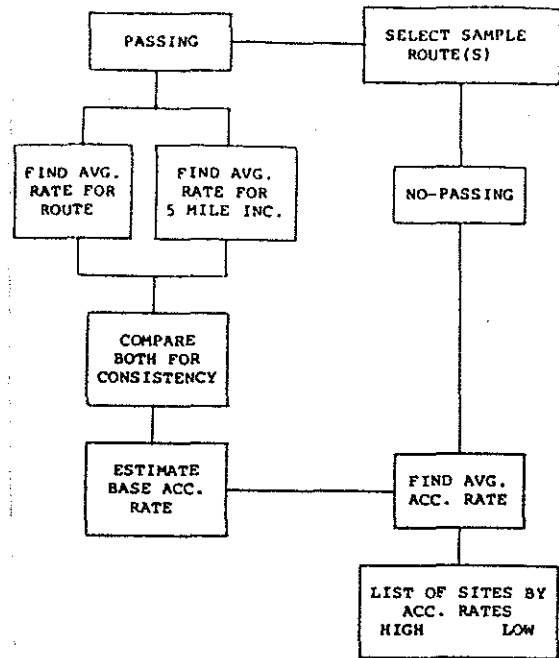 PASSING
SELECT SAMPLE
ROUTE(S)
FIND AVG.
RATE FOR
ROUTE
FIND AVG.
RATE FOR
5 MILE INC.
NO-PASSING
COMPARE
BOTH FOR
CONSISTENCY
ESTIMATE
BASE ACC.
RATE
FIND AVG.
ACC. RATE
LIST OF SITES BY
ACC. RATES
HIGH LOW